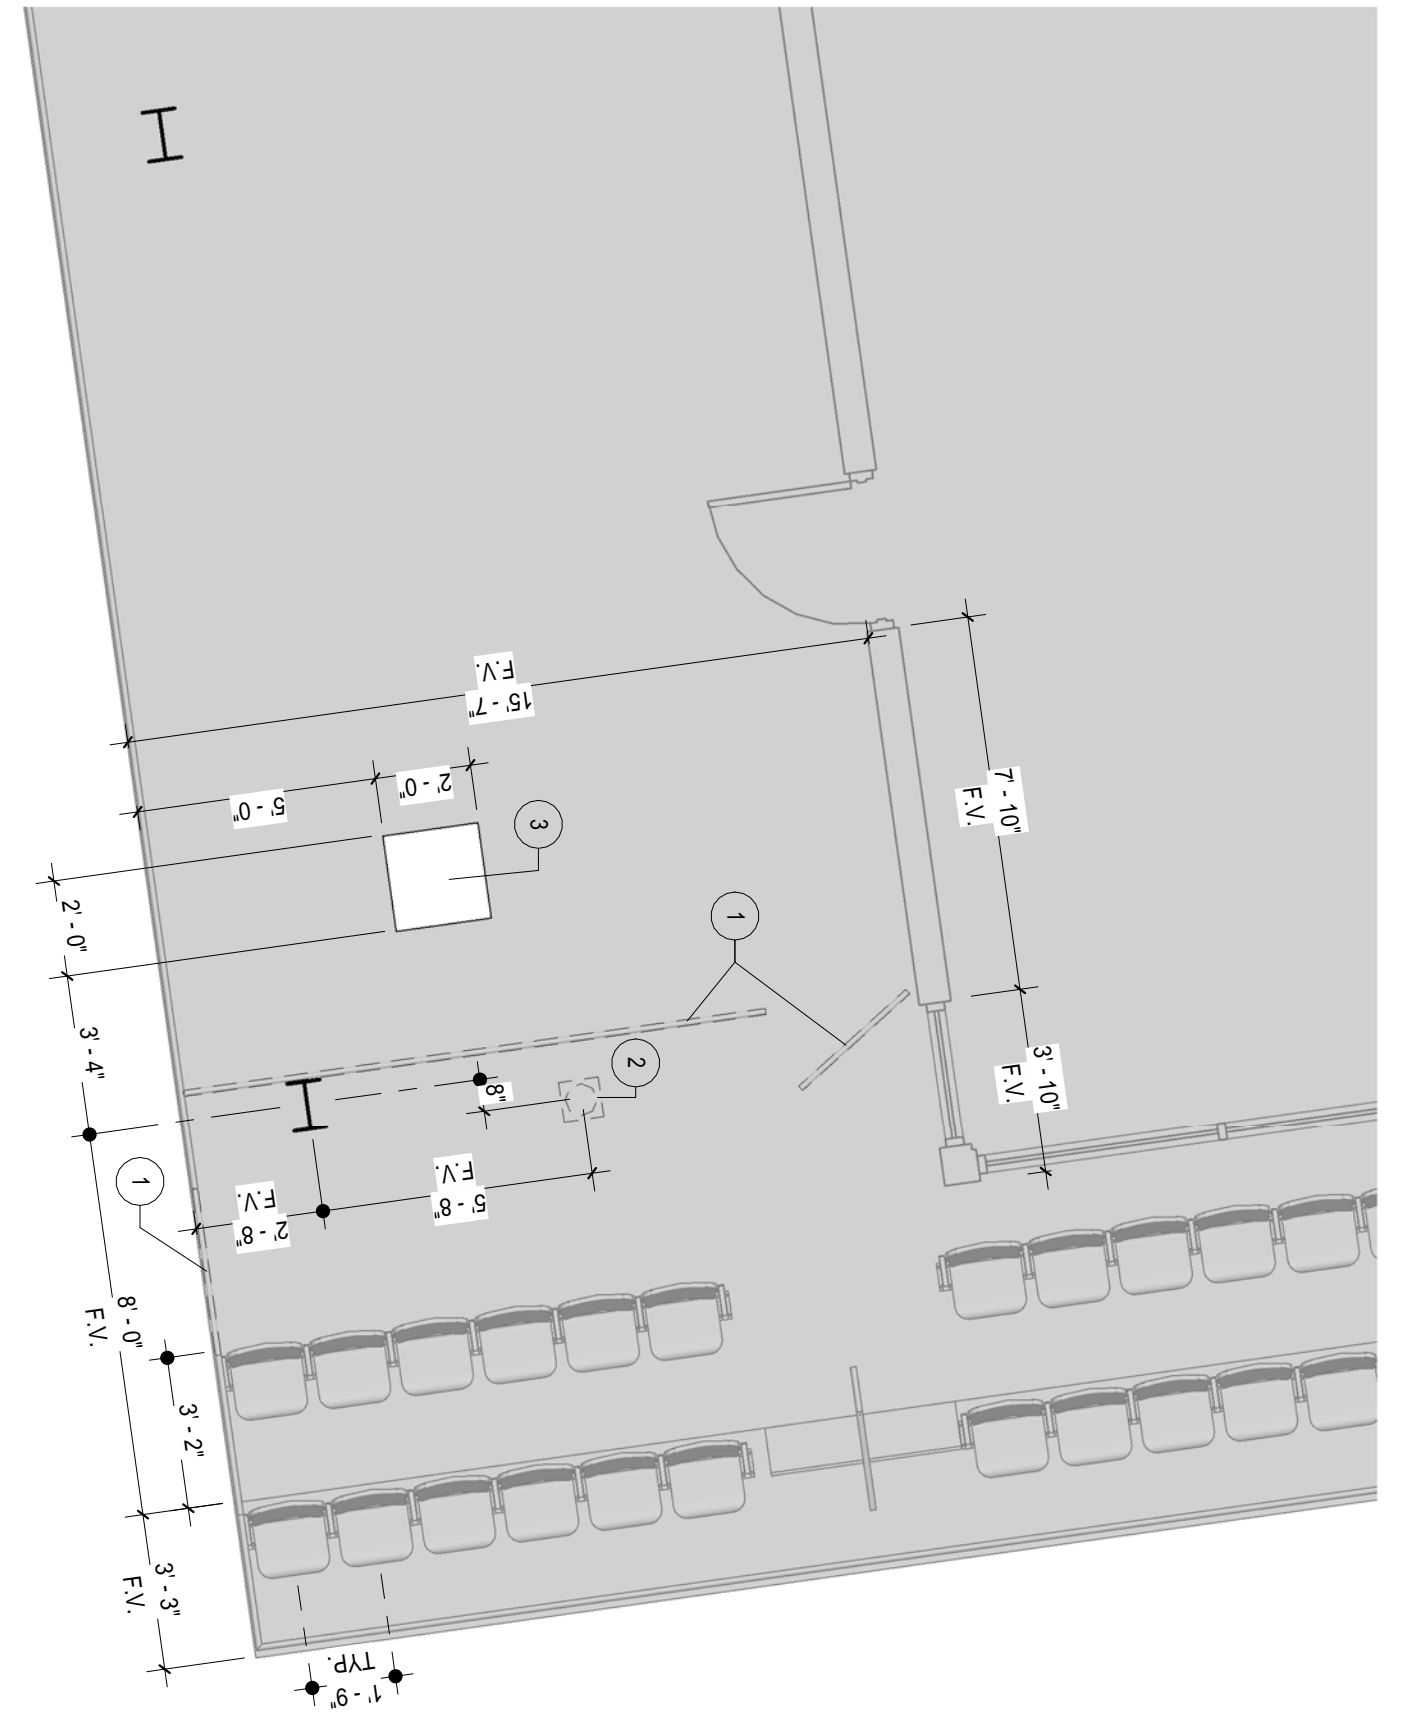 F.V.
15' - 7"
2' - 0"
5' - 0"
3
7' - 10"
F.V.
2' - 0"
1
3' - 4"
2
8"
3' - 10"
F.V.
1
F.V.
5' - 8"
F.V.
2' - 8"
8' - 0"
F.V.
3' - 2"
3' - 3"
F.V.
TYP.
1' - 9"